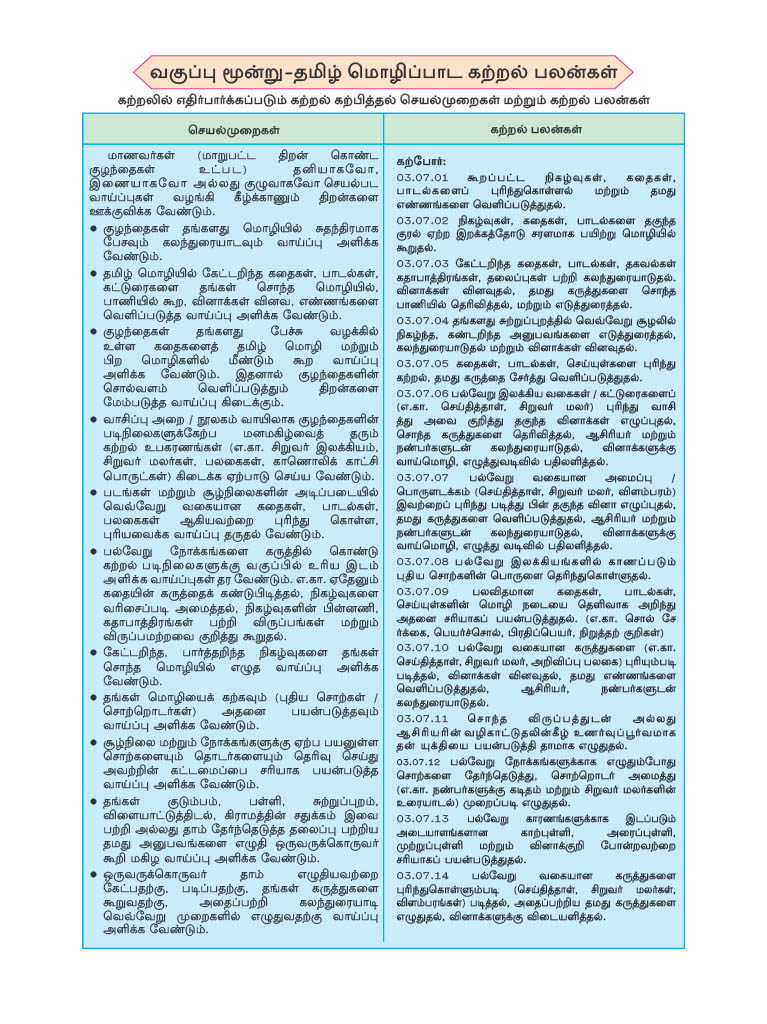 வகுப்பு மூன்று-தமிழ் மொழிப்பாட கற்றல் பலன்கள்
கற்றலில் எதிர்பார்க்கப்படும் கற்றல் கற்பித்தல் செயல்முறைகள் மற்றும் கற்றல் பலன்கள்
செயல்முறைகள்
மாணவர்கள் (மாறுபட்ட திறன் கொண்ட
குழந்தைகள் உட்பட) தனியாகவோ,
இணையாகவோ அல்லது குழுவாகவோ செயல்பட
வாய்ப்புகள் வழங்கி கீழ்க்காணும் திறன்களை
ஊக்குவிக்க வேண்டும்.
● குழந்தைகள் தங்களது மொழியில் சுதந்திரமாக
பேசவும் கலந்துரையாடவும் வாய்ப்பு அளிக்க
வேண்டும்.
● தமிழ் மொழியில் கேட்டறிந்த கதைகள், பாடல்கள்,
கட்டுரைகளை தங்கள் சொந்த மொழியில்,
பாணியில் கூற, வினாக்கள் வினவ, எண்ணங்களை
வெளிப்படுத்த வாய்ப்பு அளிக்க வேண்டும்.
● குழந்தைகள் தங்களது பேச்சு வழக்கில்
உள்ள கதைகளைத் தமிழ் மொழி மற்றும்
பிற மொழிகளில் மீண்டும் கூற வாய்ப்பு
அளிக்க வேண்டும். இதனால் குழந்தைகளின்
சொல்வளம் வெளிப்படுத்தும் திறன்களை
மேம்படுத்த வாய்ப்பு கிடைக்கும்.
● வாசிப்பு அறை / நூலகம் வாயிலாக குழந்தைகளின்
படிநிலைகளுக்கேற்ப மனமகிழ்வைத் தரும்
கற்றல் உபகரணங்கள் (எ.கா. சிறுவர் இலக்கியம்,
சிறுவர் மலர்கள், பலகைகள், காணொலிக் காட்சி
பொருட்கள்) கிடைக்க ஏற்பாடு செய்ய வேண்டும்.
● படங்கள் மற்றும் சூழ்நிலைகளின் அடிப்படையில்
வெவ்வேறு வகையான கதைகள், பாடல்கள்,
பலகைகள் ஆகியவற்றை புரிந்து கொள்ள,
புரியவைக்க வாய்ப்பு தருதல் வேண்டும்.
● பல்வேறு நோக்கங்களை கருத்தில் கொண்டு
கற்றல் படிநிலைகளுக்கு வகுப்பில் உரிய இடம்
அளிக்க வாய்ப்புகள் தர வேண்டும். எ.கா. ஏதேனும்
கதையின் கருத்தைக் கண்டுபிடித்தல், நிகழ்வுகளை
வரிசைப்படி அமைத்தல், நிகழ்வுகளின் பின்னணி,
கதாபாத்திரங்கள் பற்றி விருப்பங்கள் மற்றும்
விருப்பமற்றவை குறித்து கூறுதல்.
● கேட்டறிந்த, பார்த்தறிந்த நிகழ்வுகளை தங்கள்
சொந்த மொழியில் எழுத வாய்ப்பு அளிக்க
வேண்டும்.
● தங்கள் மொழியைக் கற்கவும் (புதிய சொற்கள் /
சொற்றொடர்கள்) அதனை பயன்படுத்தவும்
வாய்ப்பு அளிக்க வேண்டும்.
● சூழ்நிலை மற்றும் நோக்கங்களுக்கு ஏற்ப பயனுள்ள
சொற்களையும் தொடர்களையும் தெரிவு செய்து
அவற்றின் கட்டமைப்பை சரியாக பயன்படுத்த
வாய்ப்பு அளிக்க வேண்டும்.
● தங்கள் குடும்பம், பள்ளி, சுற்றுப்புறம்,
விளையாட்டுத்திடல், கிராமத்தின் சதுக்கம் இவை
பற்றி அல்லது தாம் தேர்ந்தெடுத்த தலைப்பு பற்றிய
தமது அனுபவங்களை எழுதி ஒருவருக்கொருவர்
கூறி மகிழ வாய்ப்பு அளிக்க வேண்டும்.
● ஒருவருக்கொருவர் தாம் எழுதியவற்றை
கேட்பதற்கு, படிப்பதற்கு, தங்கள் கருத்துகளை
கூறுவதற்கு, அதைப்பற்றி கலந்துரையாடி
வெவ்வேறு முறைகளில் எழுதுவதற்கு வாய்ப்பு
அளிக்க வேண்டும்.
கற்றல் பலன்கள்
கற்போர்:
03.07.01 கூறப்பட்ட நிகழ்வுகள், கதைகள்,
பாடல்களைப் புரிந்துகொள்ளல் மற்றும் தமது
எண்ணங்களை வெளிப்படுத்துதல்.
03.07.02 நிகழ்வுகள், கதைகள், பாடல்களை தகுந்த
குரல் ஏற்ற இறக்கத்தோடு சரளமாக பயிற்று மொழியில்
கூறுதல்.
03.07.03 கேட்டறிந்த கதைகள், பாடல்கள், தகவல்கள்
கதாபாத்திரங்கள், தலைப்புகள் பற்றி கலந்துரையாடுதல்.
வினாக்கள் வினவுதல், தமது கருத்துகளை சொந்த
பாணியில் தெரிவித்தல், மற்றும் எடுத்துரைத்தல்.
03.07.04 தங்களது சுற்றுப்புறத்தில் வெவ்வேறு சூழலில்
நிகழ்ந்த, கண்டறிந்த அனுபவங்களை எடுத்துரைத்தல்,
கலந்துரையாடுதல் மற்றும் வினாக்கள் வினவுதல்.
03.07.05 கதைகள், பாடல்கள், செய்யுள்களை புரிந்து
கற்றல், தமது கருத்தை சேர்த்து வெளிப்படுத்துதல்.
03.07.06 பல்வேறு இலக்கிய வகைகள் / கட்டுரைகளைப்
(எ.கா. செய்தித்தாள், சிறுவர் மலர்) புரிந்து வாசி
த்து அவை குறித்து தகுந்த வினாக்கள் எழுப்புதல்,
சொந்த கருத்துகளை தெரிவித்தல், ஆசிரியர் மற்றும்
நண்பர்களுடன் கலந்துரையாடுதல், வினாக்களுக்கு
வாய்மொழி, எழுத்துவடிவில் பதிலளித்தல்.
03.07.07 பல்வேறு வகையான அமைப்பு /
பொருளடக்கம் (செய்தித்தாள், சிறுவர் மலர், விளம்பரம்)
இவற்றைப் புரிந்து படித்து பின் தகுந்த வினா எழுப்புதல்,
தமது கருத்துகளை வெளிப்படுத்துதல், ஆசிரியர் மற்றும்
நண்பர்களுடன் கலந்துரையாடுதல், வினாக்களுக்கு
வாய்மொழி, எழுத்து வடிவில் பதிலளித்தல்.
03.07.08 பல்வேறு இலக்கியங்களில் காணப்படும்
புதிய சொற்களின் பொருளை தெரிந்துகொள்ளுதல்.
03.07.09 பலவிதமான கதைகள், பாடல்கள்,
செய்யுள்களின் மொழி நடையை தெளிவாக அறிந்து
அதனை சரியாகப் பயன்படுத்துதல். (எ.கா. சொல் சே
ர்க்கை, பெயர்ச்சொல், பிரதிப்பெயர், நிறுத்தற் குறிகள்)
03.07.10 பல்வேறு வகையான கருத்துகளை (எ.கா.
செய்தித்தாள், சிறுவர் மலர், அறிவிப்பு பலகை) புரியும்படி
படித்தல், வினாக்கள் வினவுதல், தமது எண்ணங்களை
வெளிப்படுத்துதல், ஆசிரியர், நண்பர்களுடன்
கலந்துரையாடுதல்.
03.07.11 சொந்த விருப்பத்துடன் அல்லது
ஆசிரியரின் வழிகாட்டுதலின்கீழ் உணர்வுப்பூர்வமாக
தன் யுக்தியை பயன்படுத்தி தாமாக எழுதுதல்.
03.07.12 பல்வேறு நோக்கங்களுக்காக எழுதும்போது
சொற்களை தேர்ந்தெடுத்து, சொற்றொடர் அமைத்து
(எ.கா. நண்பர்களுக்கு கடிதம் மற்றும் சிறுவர் மலர்களின்
உரையாடல்) முறைப்படி எழுதுதல்.
03.07.13 பல்வேறு காரணங்களுக்காக இடப்படும்
அடையாளங்களான காற்புள்ளி, அரைப்புள்ளி,
முற்றுப்புள்ளி மற்றும் வினாக்குறி போன்றவற்றை
சரியாகப் பயன்படுத்துதல்.
03.07.14 பல்வேறு வகையான கருத்துகளை
புரிந்துகொள்ளும்படி (செய்தித்தாள், சிறுவர் மலர்கள்,
விளம்பரங்கள்) படித்தல், அதைப்பற்றிய தமது கருத்துகளை
எழுதுதல், வினாக்களுக்கு விடையளித்தல்.